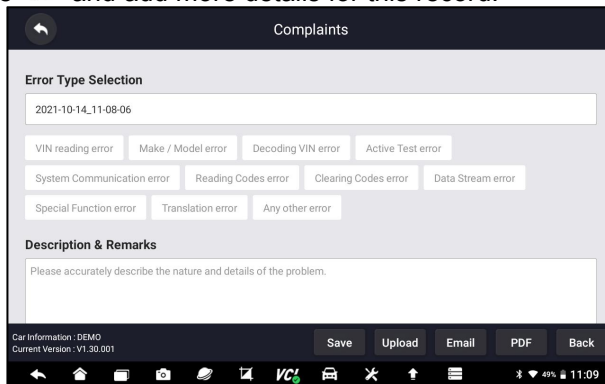 and add more details for this record.
Complaints
Error Type Selection
2021-10-14_11-08-06
VIN reading error Make / Model error Decoding VIN error Active Test error
System Communication error Reading Codes error Clearing Codes error Data Stream error
Special Function error Translation error Any other error
Description & Remarks
Please accurately describe the nature and details of the problem.
Car Information : DEMO
Current Version : V1.30.001
Save Upload Email PDF Back
VCI 49% 11:09